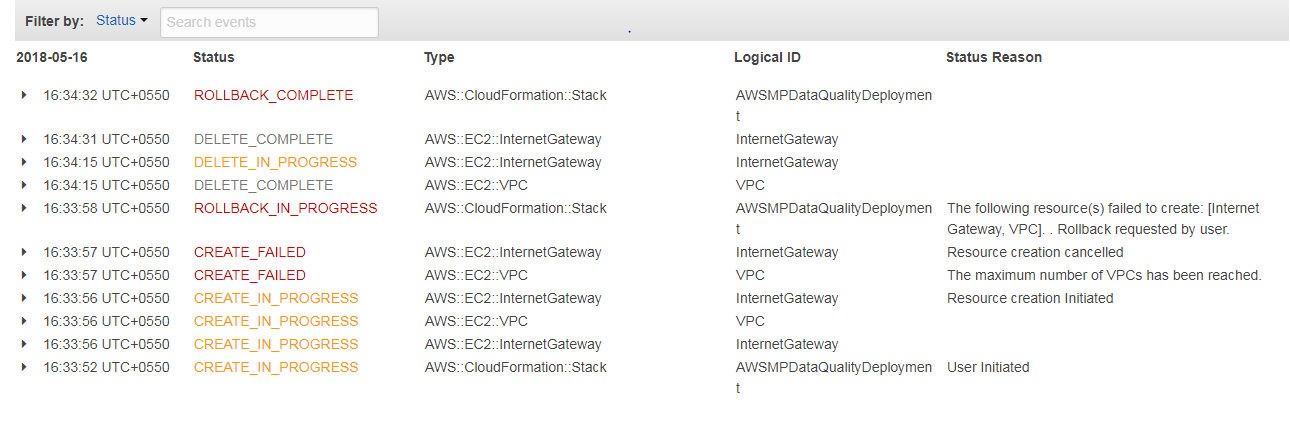 Filter by: Status Search events
2018-05-16 Status Type Logical ID Status Reason
16:34:32 UTC+0550 ROLLBACK_COMPLETE AWS::CloudFormation::Stack AWSMPDataQualityDeploymen
t
16:34:31 UTC+0550 DELETE_COMPLETE AWS::EC2::InternetGateway InternetGateway
16:34:15 UTC+0550 DELETE_IN_PROGRESS AWS::EC2::InternetGateway InternetGateway
16:34:15 UTC+0550 DELETE_COMPLETE AWS::EC2::VPC VPC
16:33:58 UTC+0550 ROLLBACK_IN_PROGRESS AWS::CloudFormation::Stack AWSMPDataQualityDeploymen The following resource(s) failed to create: [Internet
t Gateway, VPC]. . Rollback requested by user.
16:33:57 UTC+0550 CREATE_FAILED AWS::EC2::InternetGateway InternetGateway Resource creation cancelled
16:33:57 UTC+0550 CREATE_FAILED AWS::EC2::VPC VPC The maximum number of VPCs has been reached.
16:33:56 UTC+0550 CREATE_IN_PROGRESS AWS::EC2::InternetGateway InternetGateway Resource creation Initiated
16:33:56 UTC+0550 CREATE_IN_PROGRESS AWS::EC2::VPC VPC
16:33:56 UTC+0550 CREATE_IN_PROGRESS AWS::EC2::InternetGateway InternetGateway
16:33:52 UTC+0550 CREATE_IN_PROGRESS AWS::CloudFormation::Stack AWSMPDataQualityDeploymen User Initiated
t